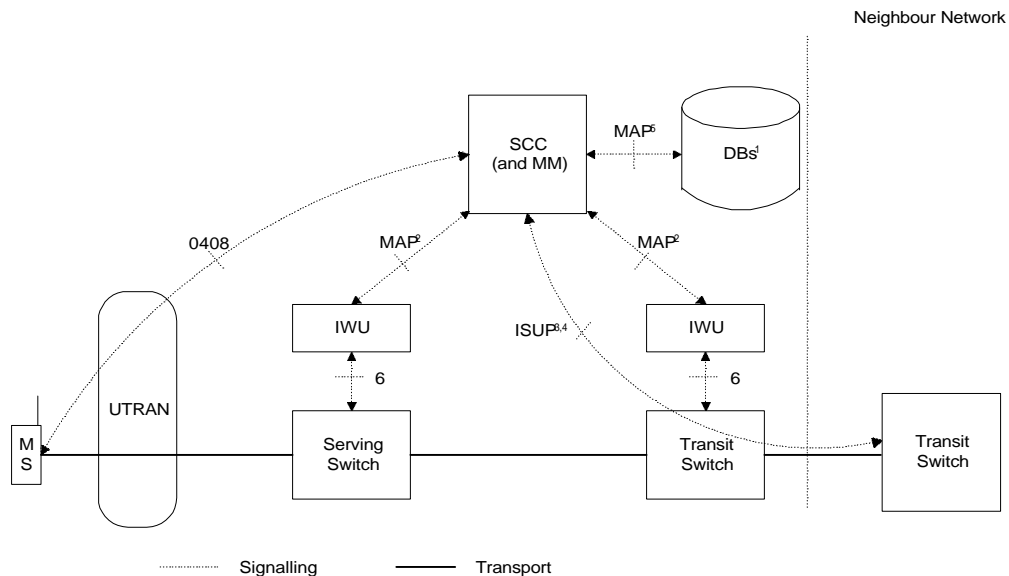 Neighbour Network
SCC
(and MM)
MAP5
DBs1
0408
MAP2
MAP2
IWU
ISUP3,4
IWU
6
6
UTRAN
M
S
Serving
Switch
Transit
Switch
Transit
Switch
Signalling
Transport